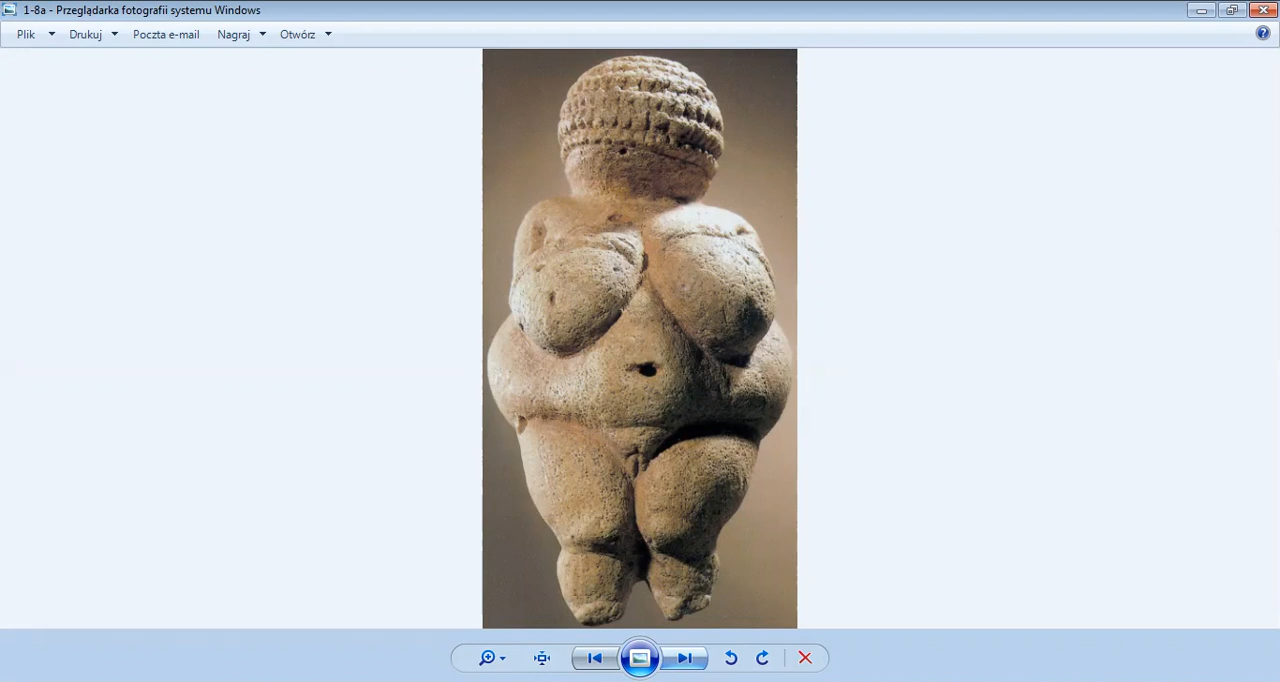 1-8a - Przeglądarka fotografii systemu Windows
Plik Drukuj Poczta e-mail Nagraj Otwórz